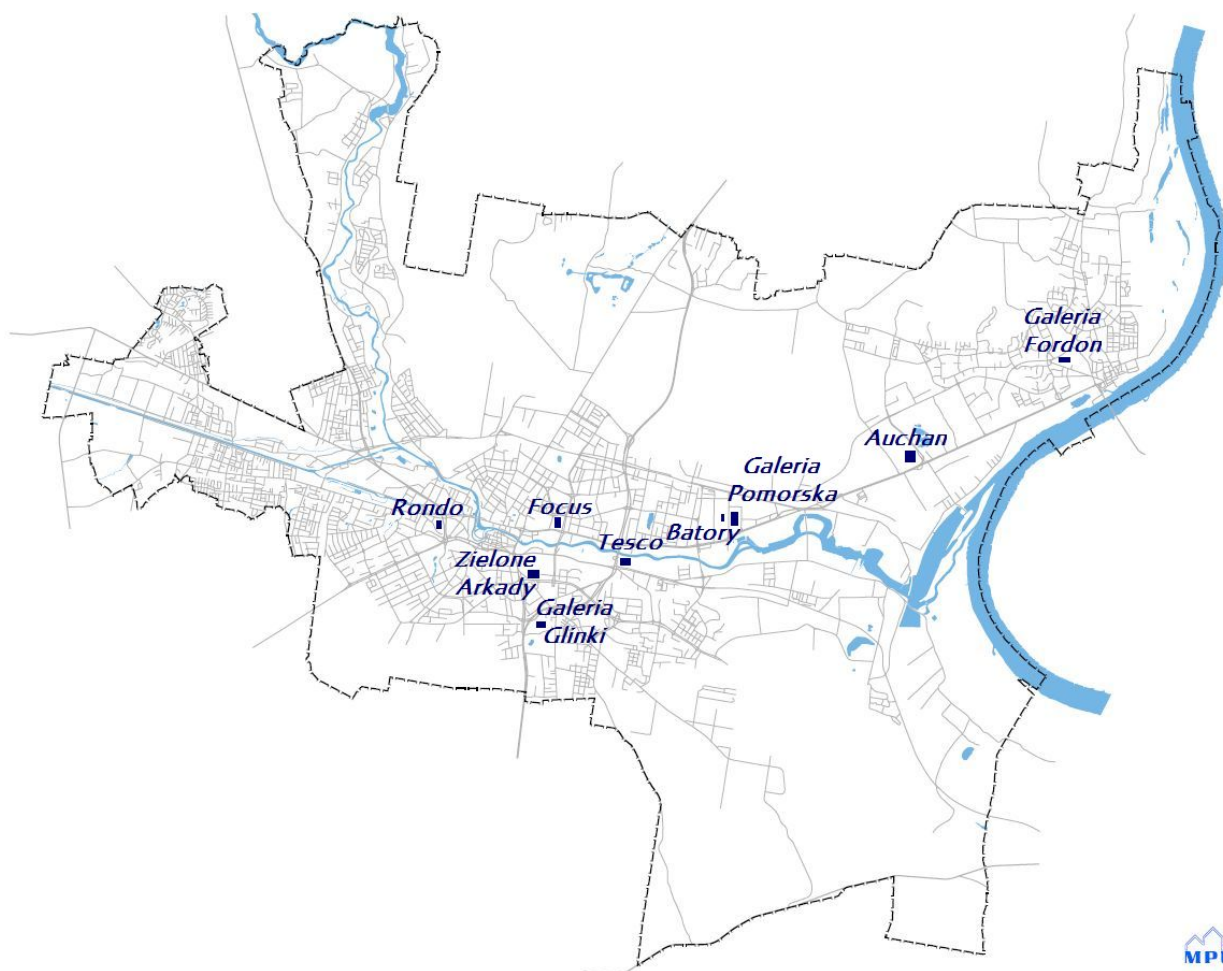 Galeria
Fordon
Auchan
Galeria
Pomorska
Rondo
Focus
Batory
Tesco
Zielone
Arkady
Galeria
Glinki